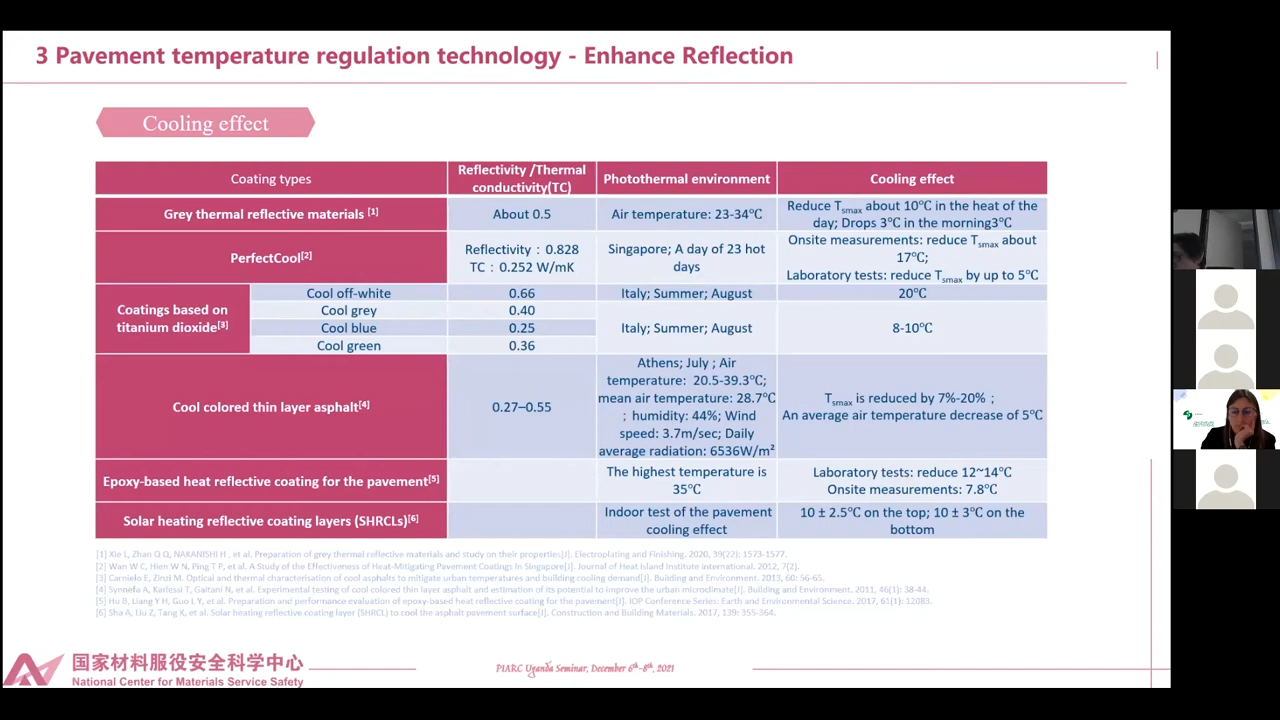 3 Pavement temperature regulation technology - Enhance Reflection
Cooling effect
Coating types
Reflectivity /Thermal
conductivity(TC)
Photothermal environment
Cooling effect
Grey thermal reflective materials [1]
About 0.5
Air temperature: 23-34℃
Reduce Tsmax about 10℃ in the heat of the
day; Drops 3℃ in the morning3℃
PerfectCool[2]
Reflectivity：0.828
TC：0.252 W/mK
Singapore; A day of 23 hot
days
Onsite measurements: reduce Tsmax about
17℃;
Laboratory tests: reduce Tsmax by up to 5℃
Coatings based on
titanium dioxide[3]
Cool off-white
0.66
Italy; Summer; August
20℃
Cool grey
0.40
Cool blue
0.25
Italy; Summer; August
8-10℃
Cool green
0.36
Cool colored thin layer asphalt[4]
0.27–0.55
Athens; July ; Air
temperature: 20.5-39.3℃;
mean air temperature: 28.7℃
; humidity: 44%; Wind
speed: 3.7m/sec; Daily
average radiation: 6536W/m²
Tsmax is reduced by 7%-20%；
An average air temperature decrease of 5℃
Epoxy-based heat reflective coating for the pavement[5]
The highest temperature is
35℃
Laboratory tests: reduce 12~14℃
Onsite measurements: 7.8℃
Solar heating reflective coating layers (SHRCLs)[6]
Indoor test of the pavement
cooling effect
10 ± 2.5℃ on the top; 10 ± 3℃ on the
bottom
[1] Xie L, Zhan Q Q, NAKANISHI H , et al. Preparation of grey thermal reflective materials and study on their properties[J]. Electroplating and Finishing. 2020, 39(22): 1573-1577.
[2] Wan W C, Hien W N, Ping T P, et al. A Study of the Effectiveness of Heat-Mitigating Pavement Coatings In Singapore[J]. Journal of Heat Island Institute international. 2012, 7(2).
[3] Carnielo E, Zinzi M. Optical and thermal characterisation of cool asphalts to mitigate urban temperatures and building cooling demand[J]. Building and Environment. 2013, 60: 56-65.
[4] Synnefa A, Karlessi T, Gaitani N, et al. Experimental testing of cool colored thin layer asphalt and estimation of its potential to improve the urban microclimate[J]. Building and Environment. 2011, 46(1): 38-44.
[5] Hu B, Liang Y H, Guo L Y, et al. Preparation and performance evaluation of epoxy-based heat reflective coating for the pavement[J]. IOP Conference Series: Earth and Environmental Science. 2017, 61(1): 12083.
[6] Sha A, Liu Z, Tang K, et al. Solar heating reflective coating layer (SHRCL) to cool the asphalt pavement surface[J]. Construction and Building Materials. 2017, 139: 355-364.
国家材料服役安全科学中心
National Center for Materials Service Safety
PIARC Uganda Seminar, December 6th-8th, 2021